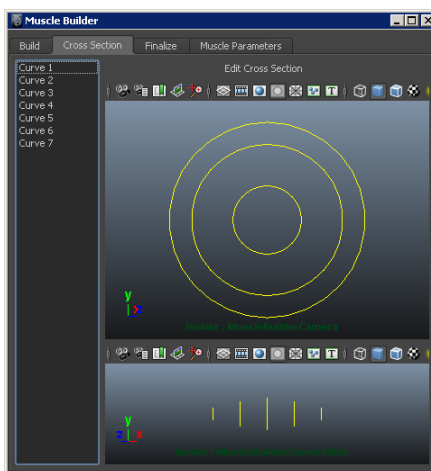 Muscle Builder
Build Cross Section Finalize Muscle Parameters
Curve 1
Curve 2
Curve 3
Curve 4
Curve 5
Curve 6
Curve 7
Edit Cross Section
y
z
Isolate : MuscleBuilderCamera
y
z x